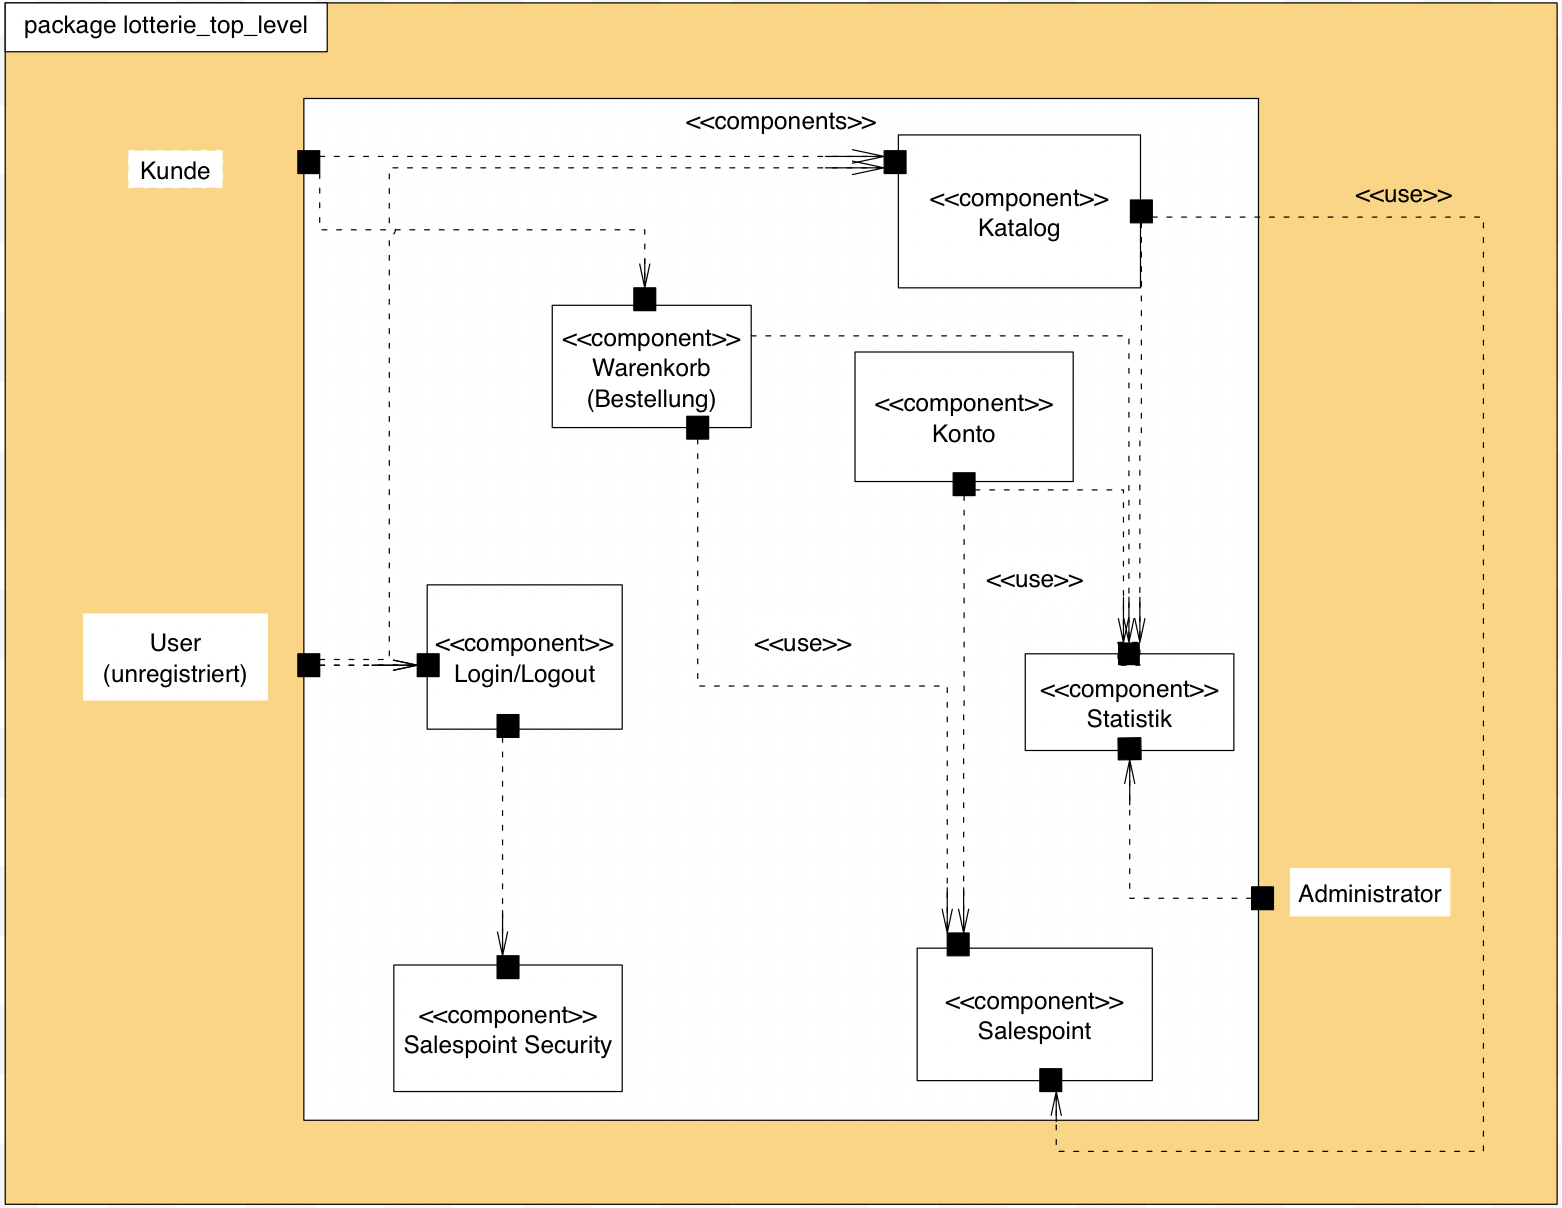 package lotterie_top_level
<<components>>
Kunde
<<component>>
Katalog
<<use>>
<<component>>
Warenkorb
(Bestellung)
<<component>>
Konto
<<use>>
User
(unregistriert)
<<component>>
Login/Logout
<<use>>
<<component>>
Statistik
Administrator
<<component>>
Salespoint Security
<<component>>
Salespoint